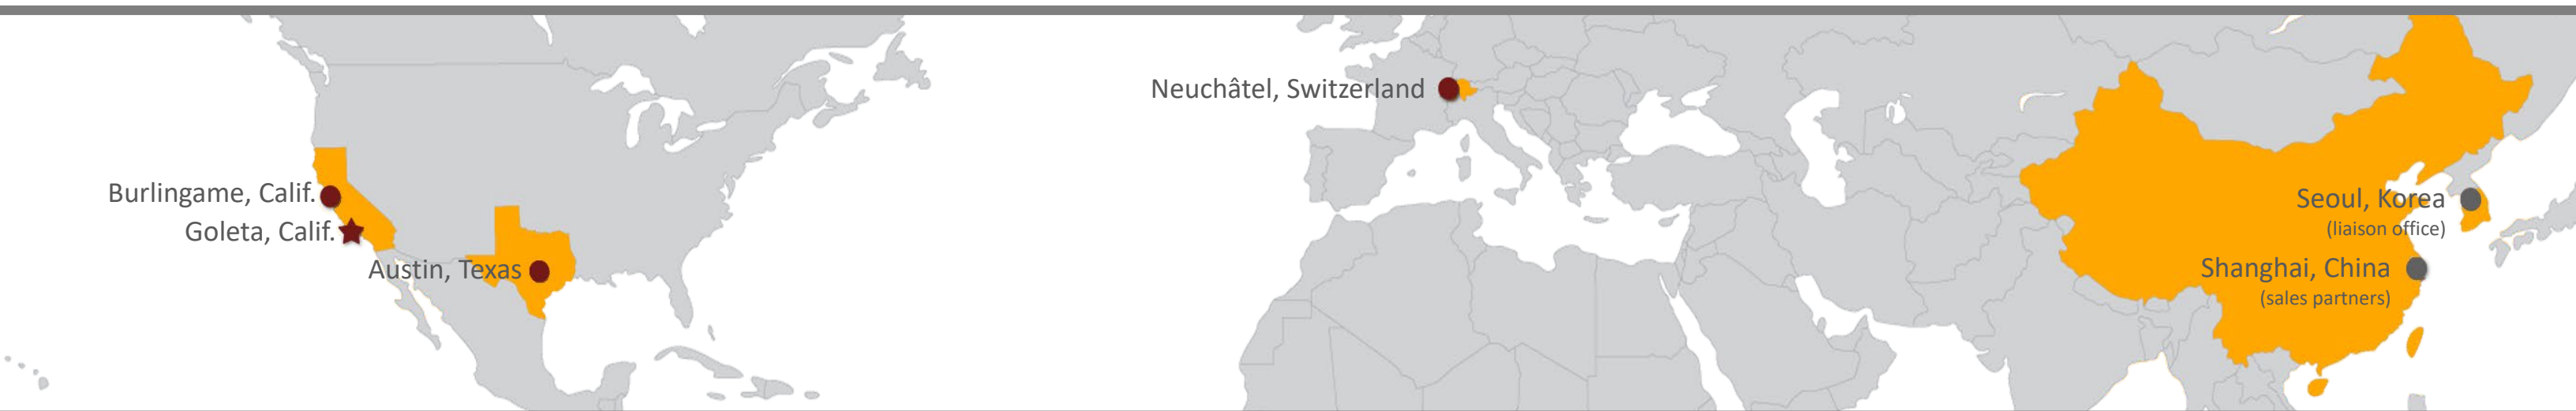 Neuchâtel, Switzerland
Burlingame, Calif.
Goleta, Calif.
Austin, Texas
Seoul, Korea
(liaison office)
Shanghai, China
(sales partners)